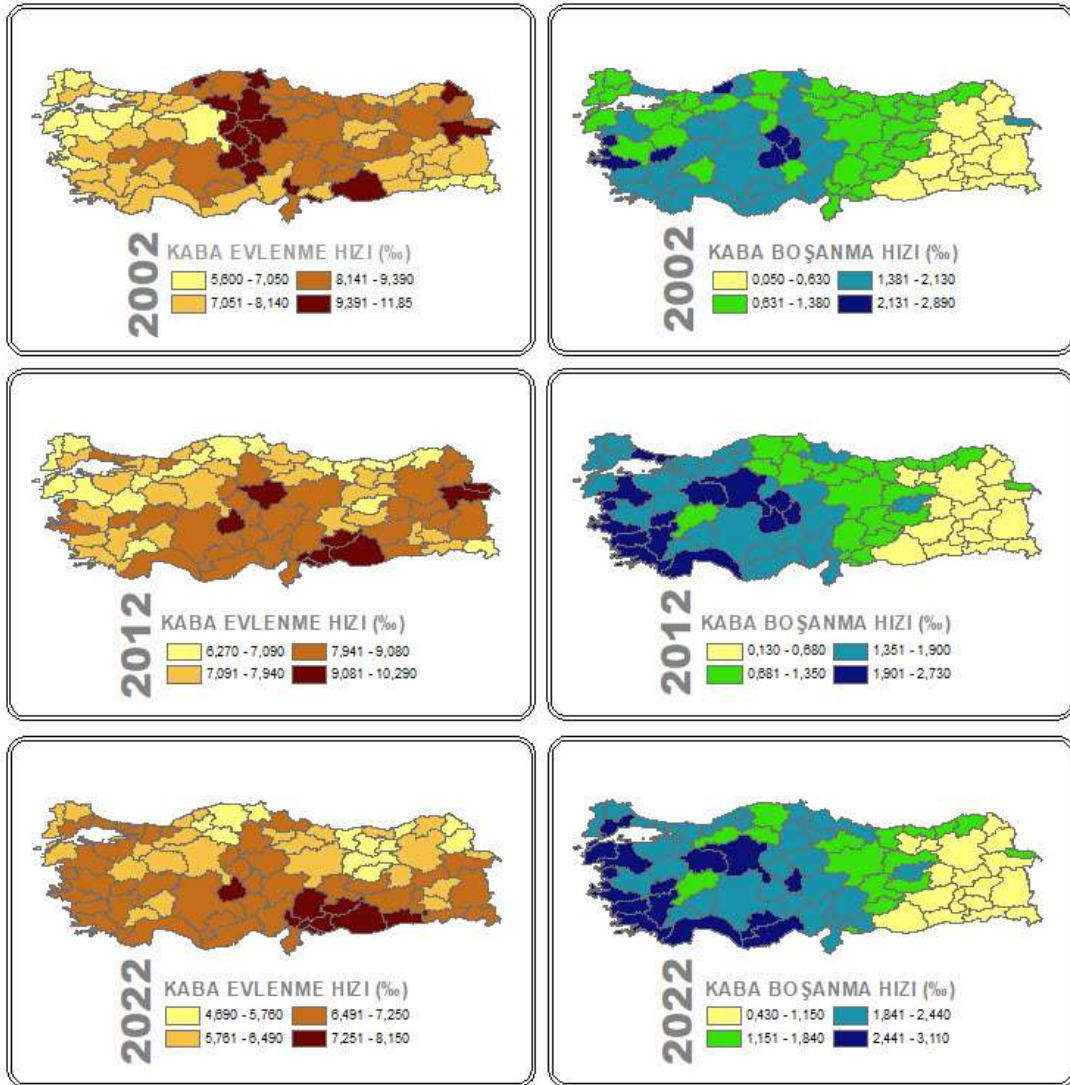 2002
KABA EVLENME HIZI (‰)
5,600 - 7,050 8,141 - 9,390
7,051 - 8,140 9,391 - 11,85
2002
KABA BOŞANMA HIZI (‰)
0,050 - 0,630 1,381 - 2,130
0,631 - 1,380 2,131 - 2,890
2012
KABA EVLENME HIZI (‰)
6,270 - 7,090 7,941 - 9,080
7,091 - 7,940 9,081 - 10,290
2012
KABA BOŞANMA HIZI (‰)
0,130 - 0,680 1,351 - 1,900
0,681 - 1,350 1,901 - 2,730
2022
KABA EVLENME HIZI (‰)
4,690 - 5,760 6,491 - 7,250
5,761 - 6,490 7,251 - 8,150
2022
KABA BOŞANMA HIZI (‰)
0,430 - 1,150 1,841 - 2,440
1,151 - 1,840 2,441 - 3,110